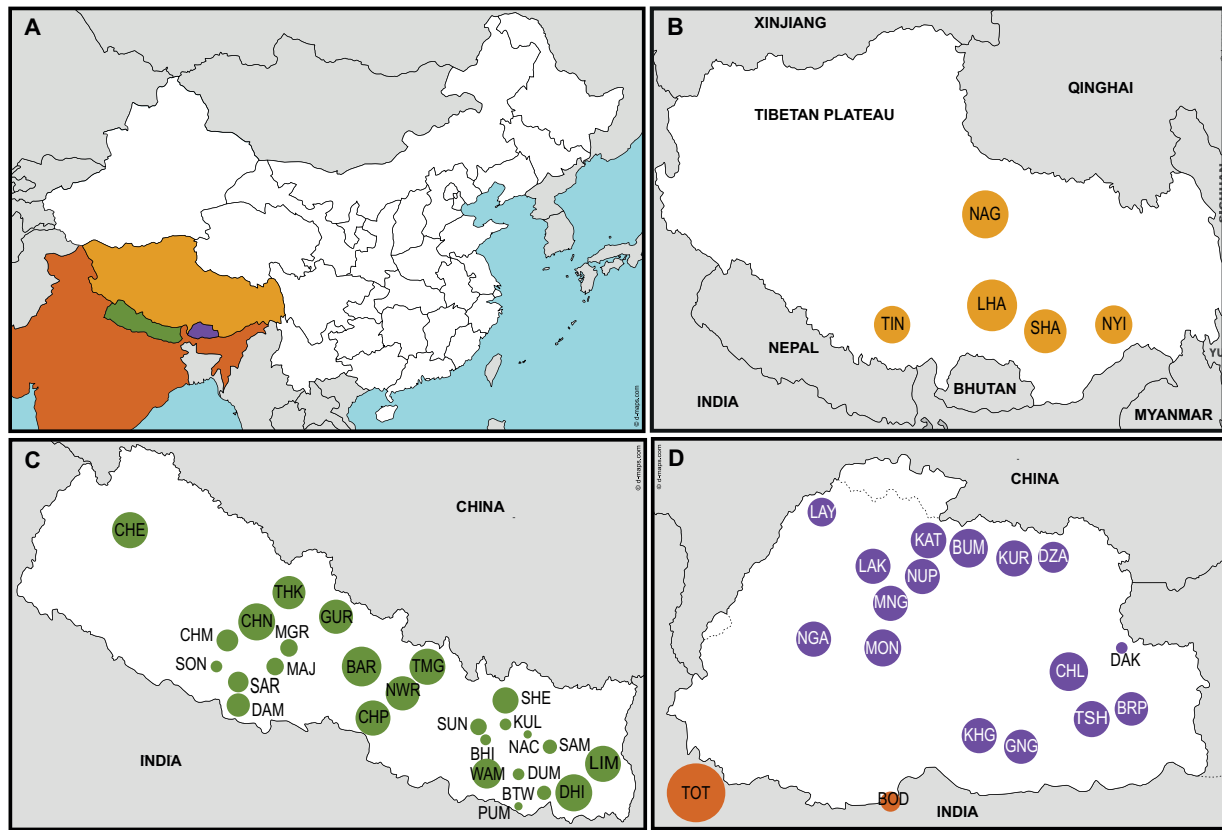 A
© d-maps.com
B
XINJIANG
QINGHAI
TIBETAN PLATEAU
NAG
LHA
TIN
SHA
NYI
NEPAL
BHUTAN
INDIA
MYANMAR
YU
C
© d-maps.com
CHINA
CHE
THK
CHN
GUR
CHM
MGR
SON
MAJ
BAR
TMG
SAR
NWR
DAM
CHP
SHE
SUN
KUL
BHI
NAC
SAM
INDIA
WAM
LIM
DUM
BTW
DHI
PUM
D
© d-maps.com
CHINA
LAY
KAT
BUM
KUR
DZA
LAK
NUP
MNG
NGA
MON
DAK
CHL
BRP
TSH
KHG
GNG
TOT
BOD
INDIA